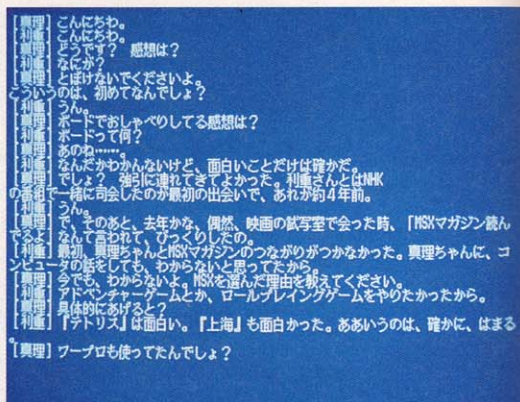 [真理] こんにちわ。
[利重] こんにちわ。
[真理] どうです？ 感想は？
[利重] なにが？
[真理] とぼけないでくださいよ。
こういうのは、初めてなんでしょ？
[利重] うん。
[真理] ボードでおしゃべりしてる感想は？
[利重] ボードって何？
[真理] あのね……。
[利重] なんだかわかんないけど、面白いことだけは確かだ。
[真理] でしょ？ 強引に連れてきてよかった。利重さんとはNHK
の番組で一緒に司会したのが最初の出会いで、あれが約４年前。
[利重] うん。
[真理] で、そのあと、去年かな、偶然、映画の試写室で会った時、「MSXマガジン読ん
でるよ」なんて言われて、びっくりしたの。
[利重] 最初、真理ちゃんとMSXマガジンのつながりがつかなかった。真理ちゃんに、コ
ンピュータの話をしても、わからないと思ってたから。
[真理] 今でも、わからないよ。MSXを選んだ理由を教えてください。
[利重] アドベンチャーゲームとか、ロールプレイングゲームをやりたかったから。
[真理] 具体的にあげると？
[利重] 『テトリス』は面白い。『上海』も面白かった。ああいうのは、確かに、はまる
。
[真理] ワープロも使ってたんでしょ？